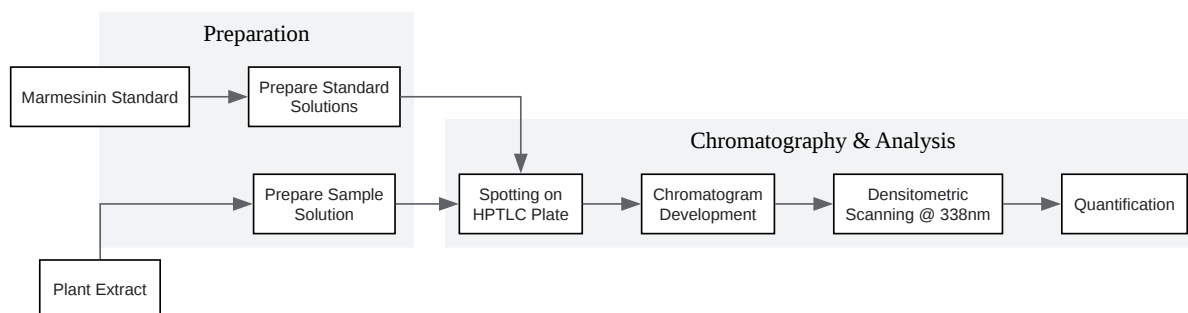 Preparation
Marmesinin Standard
Prepare Standard
Solutions
Chromatography & Analysis
Prepare Sample
Solution
Spotting on
HPTLC Plate
Chromatogram
Development
Densitometric
Scanning @ 338nm
Quantification
Plant Extract